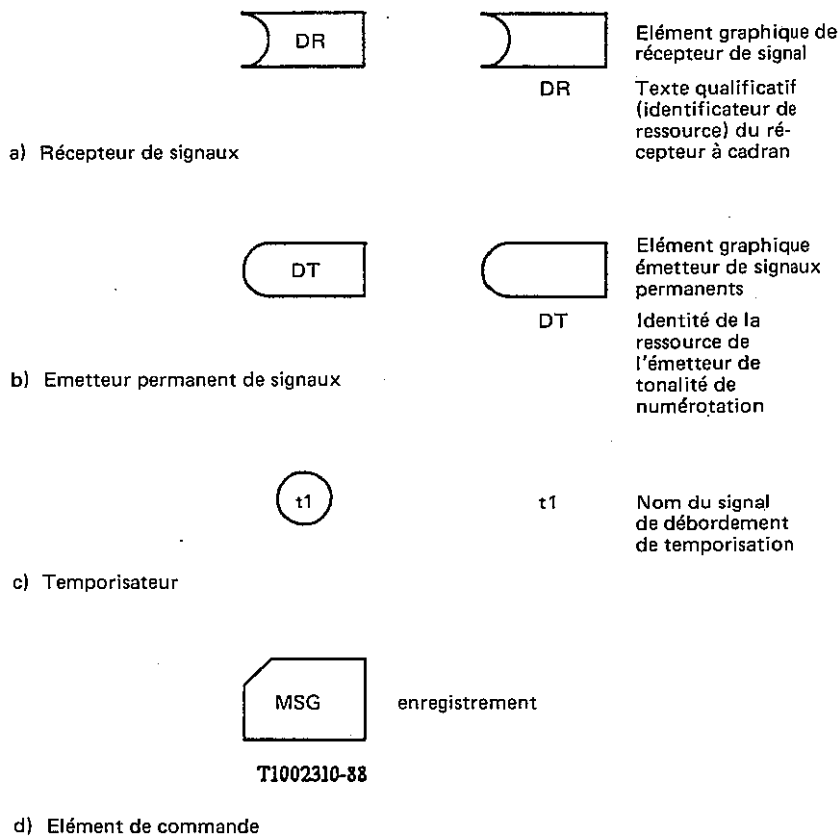 DR
Elément graphique de
récepteur de signal
DR
Texte qualificatif
(identificateur de
ressource) du ré-
cepteur à cadran
a) Récepteur de signaux
DT
Elément graphique
émetteur de signaux
permanents
DT
Identité de la
ressource de
l'émetteur de
tonalité de
numérotation
b) Emetteur permanent de signaux
t1
t1
Nom du signal
de débordement
de temporisation
c) Temporisateur
MSG
enregistrement
T1002310-88
d) Elément de commande